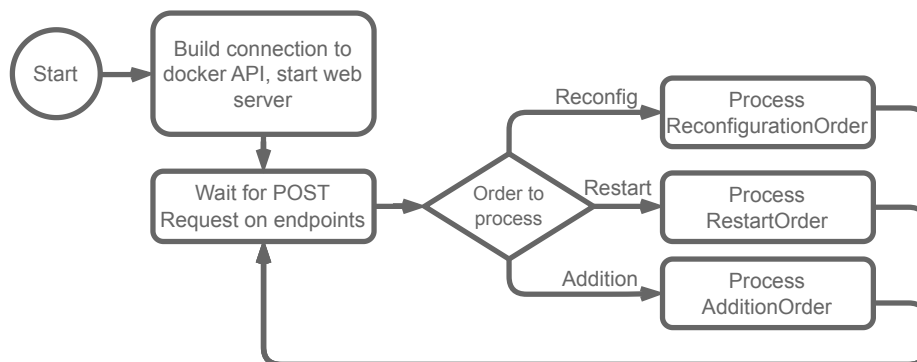 Start
Build connection to
docker API, start web
server
Wait for POST
Request on endpoints
Order to
process
Reconfig
Restart
Addition
Process
ReconfigurationOrder
Process
RestartOrder
Process
AdditionOrder